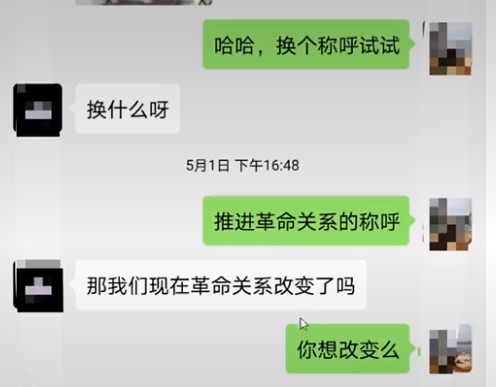 哈哈，换个称呼试试
换什么呀
5月1日 下午16:48
推进革命关系的称呼
那我们现在革命关系改变了吗
你想改变么